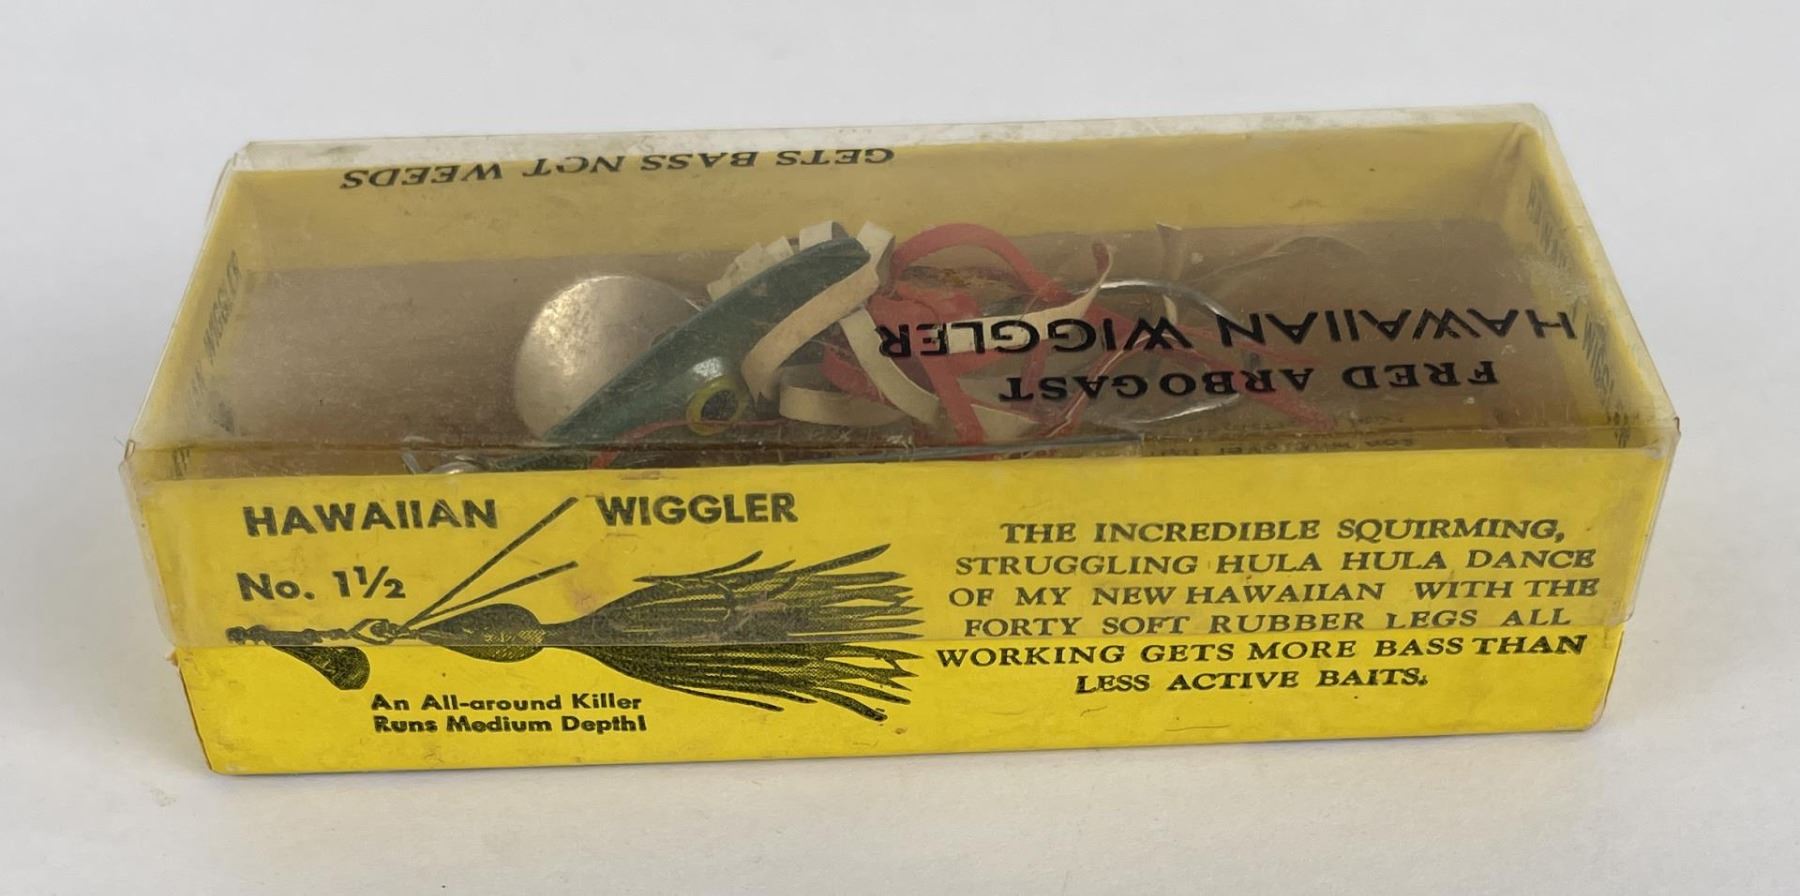 GETS BASS NOT WEEDS
FRED ARBOGAST
HAWAIIAN WIGGLER
HAWAIIAN WIGGLER
No. 1½
An All-around Killer
Runs Medium Depth!
THE INCREDIBLE SQUIRMING,
STRUGGLING HULA HULA DANCE
OF MY NEW HAWAIIAN WITH THE
FORTY SOFT RUBBER LEGS ALL
WORKING GETS MORE BASS THAN
LESS ACTIVE BAITS.